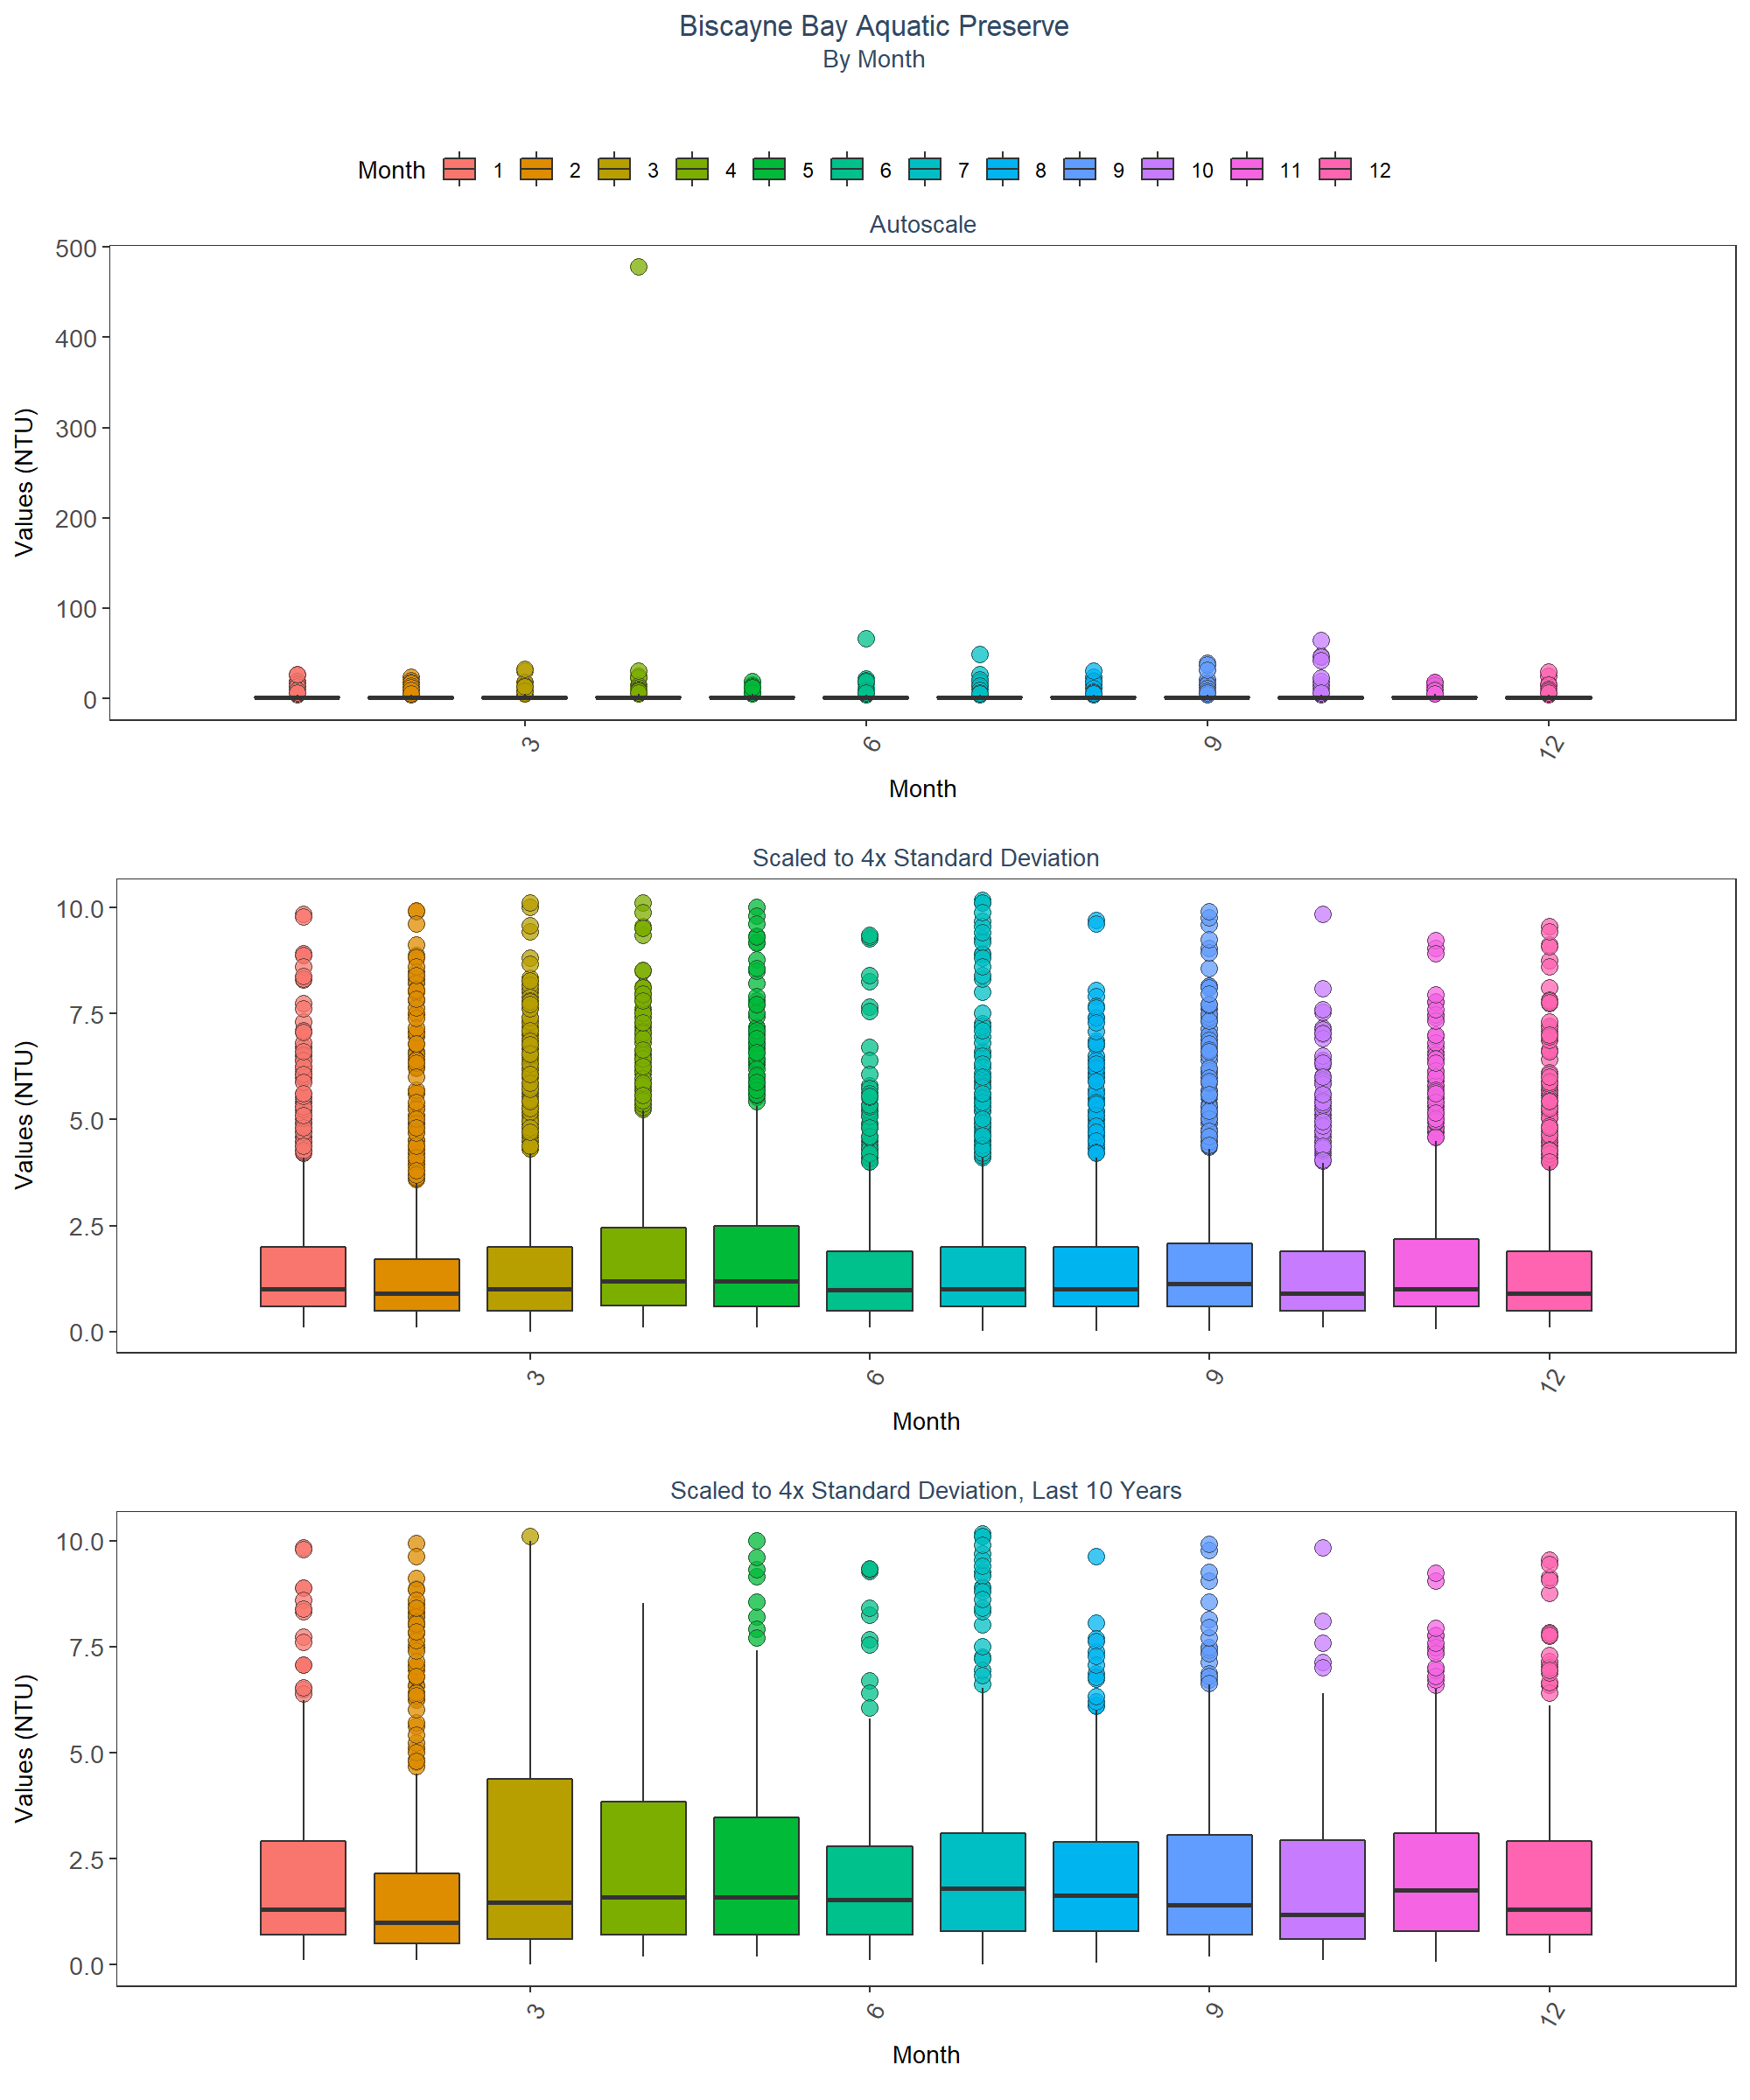 Biscayne Bay Aquatic Preserve
By Month
Month 1 2 3 4 5 6 7 8 9 10 11 12
Autoscale
500
400
300
200
100
0
Values (NTU)
3 6 9 12
Month
Scaled to 4x Standard Deviation
10.0
7.5
5.0
2.5
0.0
Values (NTU)
3 6 9 12
Month
Scaled to 4x Standard Deviation, Last 10 Years
10.0
7.5
5.0
2.5
0.0
Values (NTU)
3 6 9 12
Month